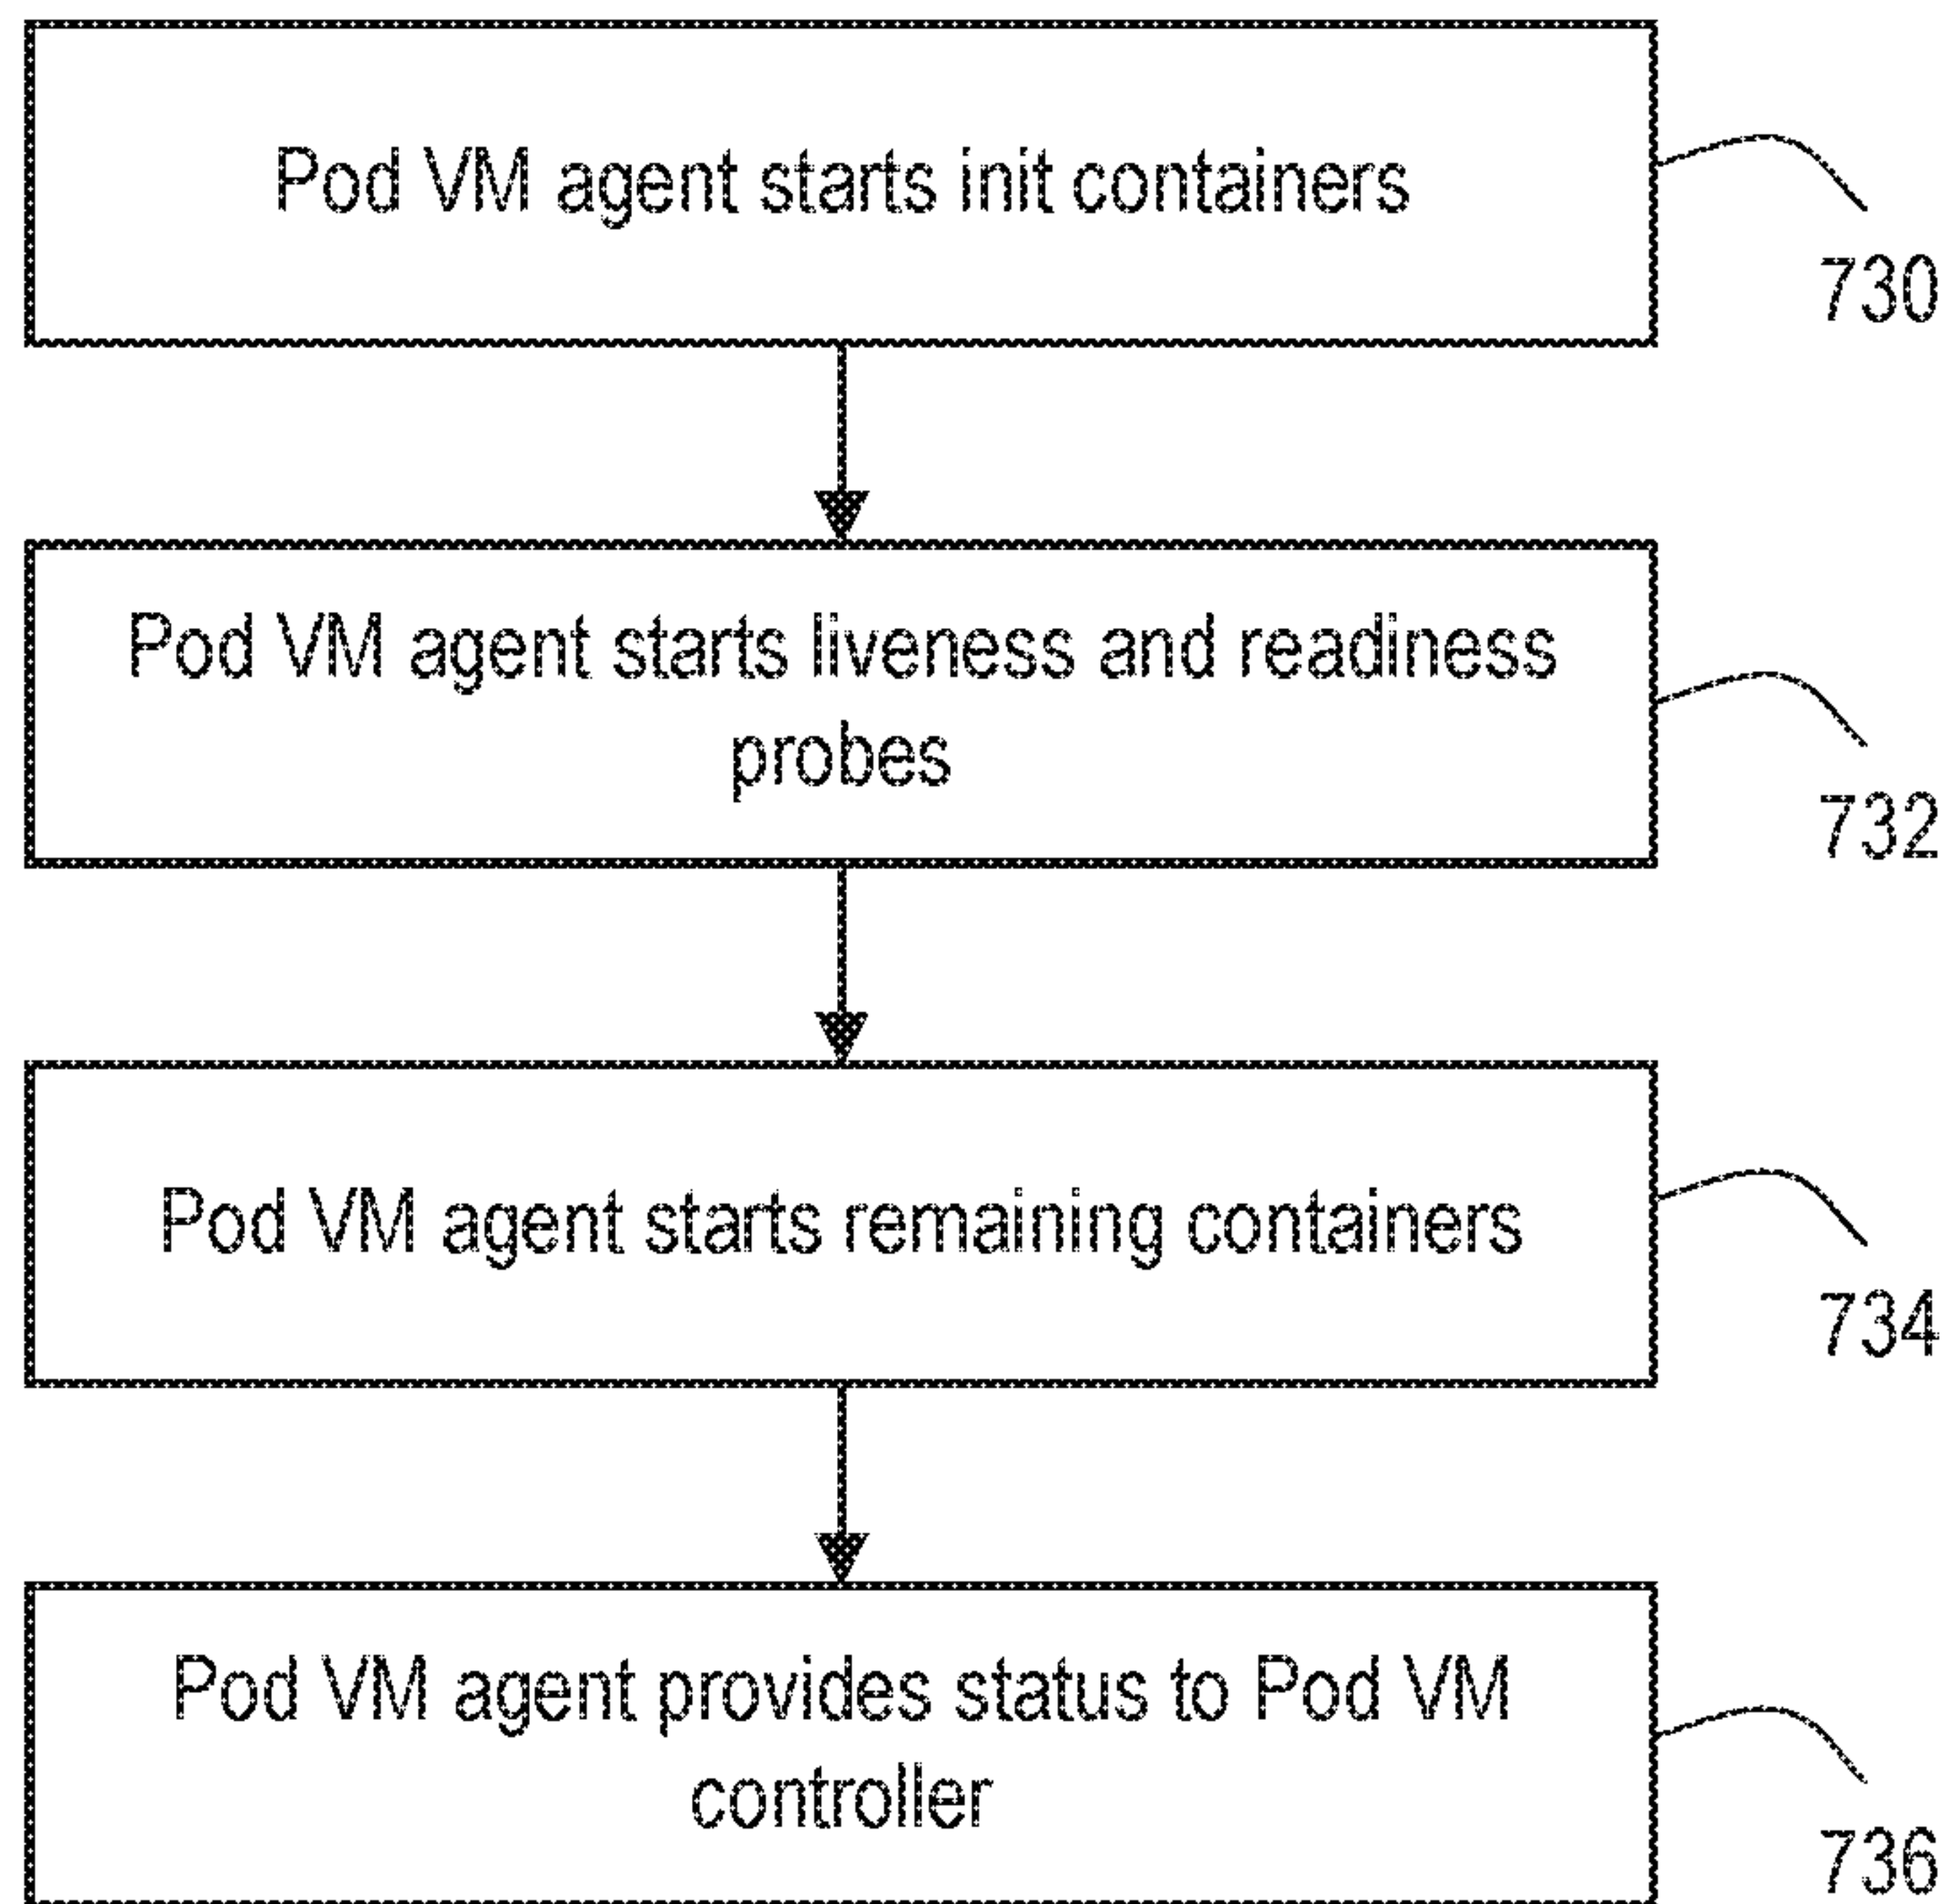 Pod VM agent starts init containers
730
Pod VM agent starts liveness and readiness
probes
732
Pod VM agent starts remaining containers
734
Pod VM agent provides status to Pod VM
controller
736